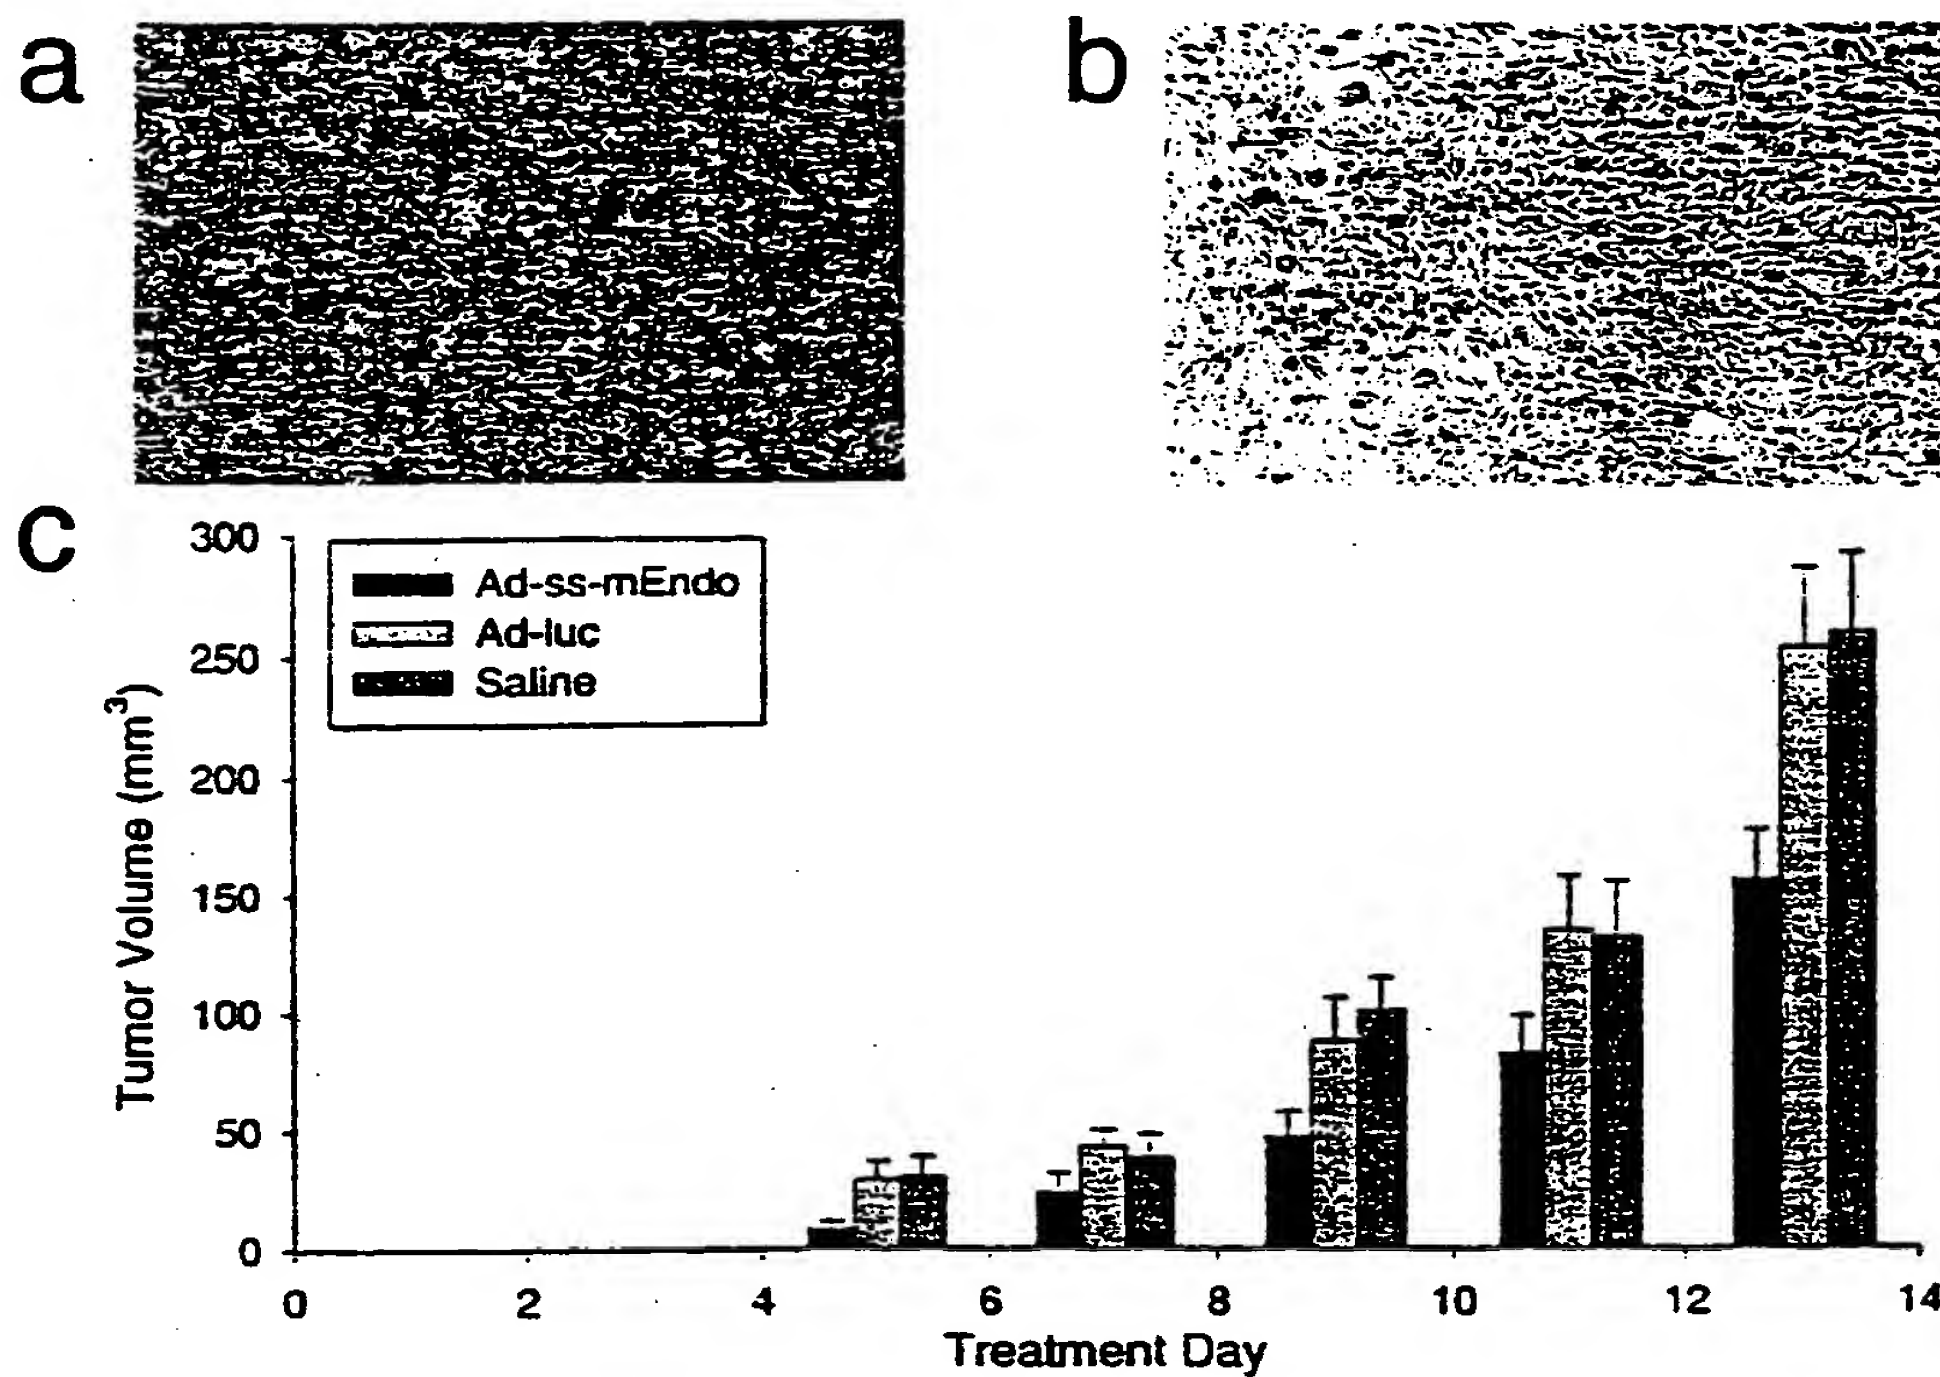 a
b
c
300
250
200
150
100
50
0
Tumor Volume (mm³)
Ad-ss-mEndo
Ad-luc
Saline
0 2 4 6 8 10 12 14
Treatment Day